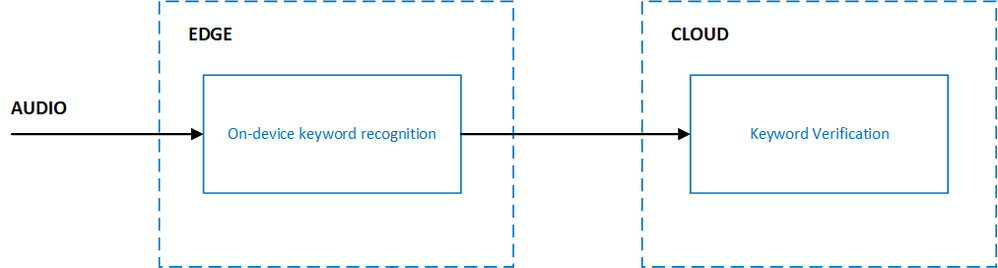 EDGE
CLOUD
AUDIO
On-device keyword recognition
Keyword Verification